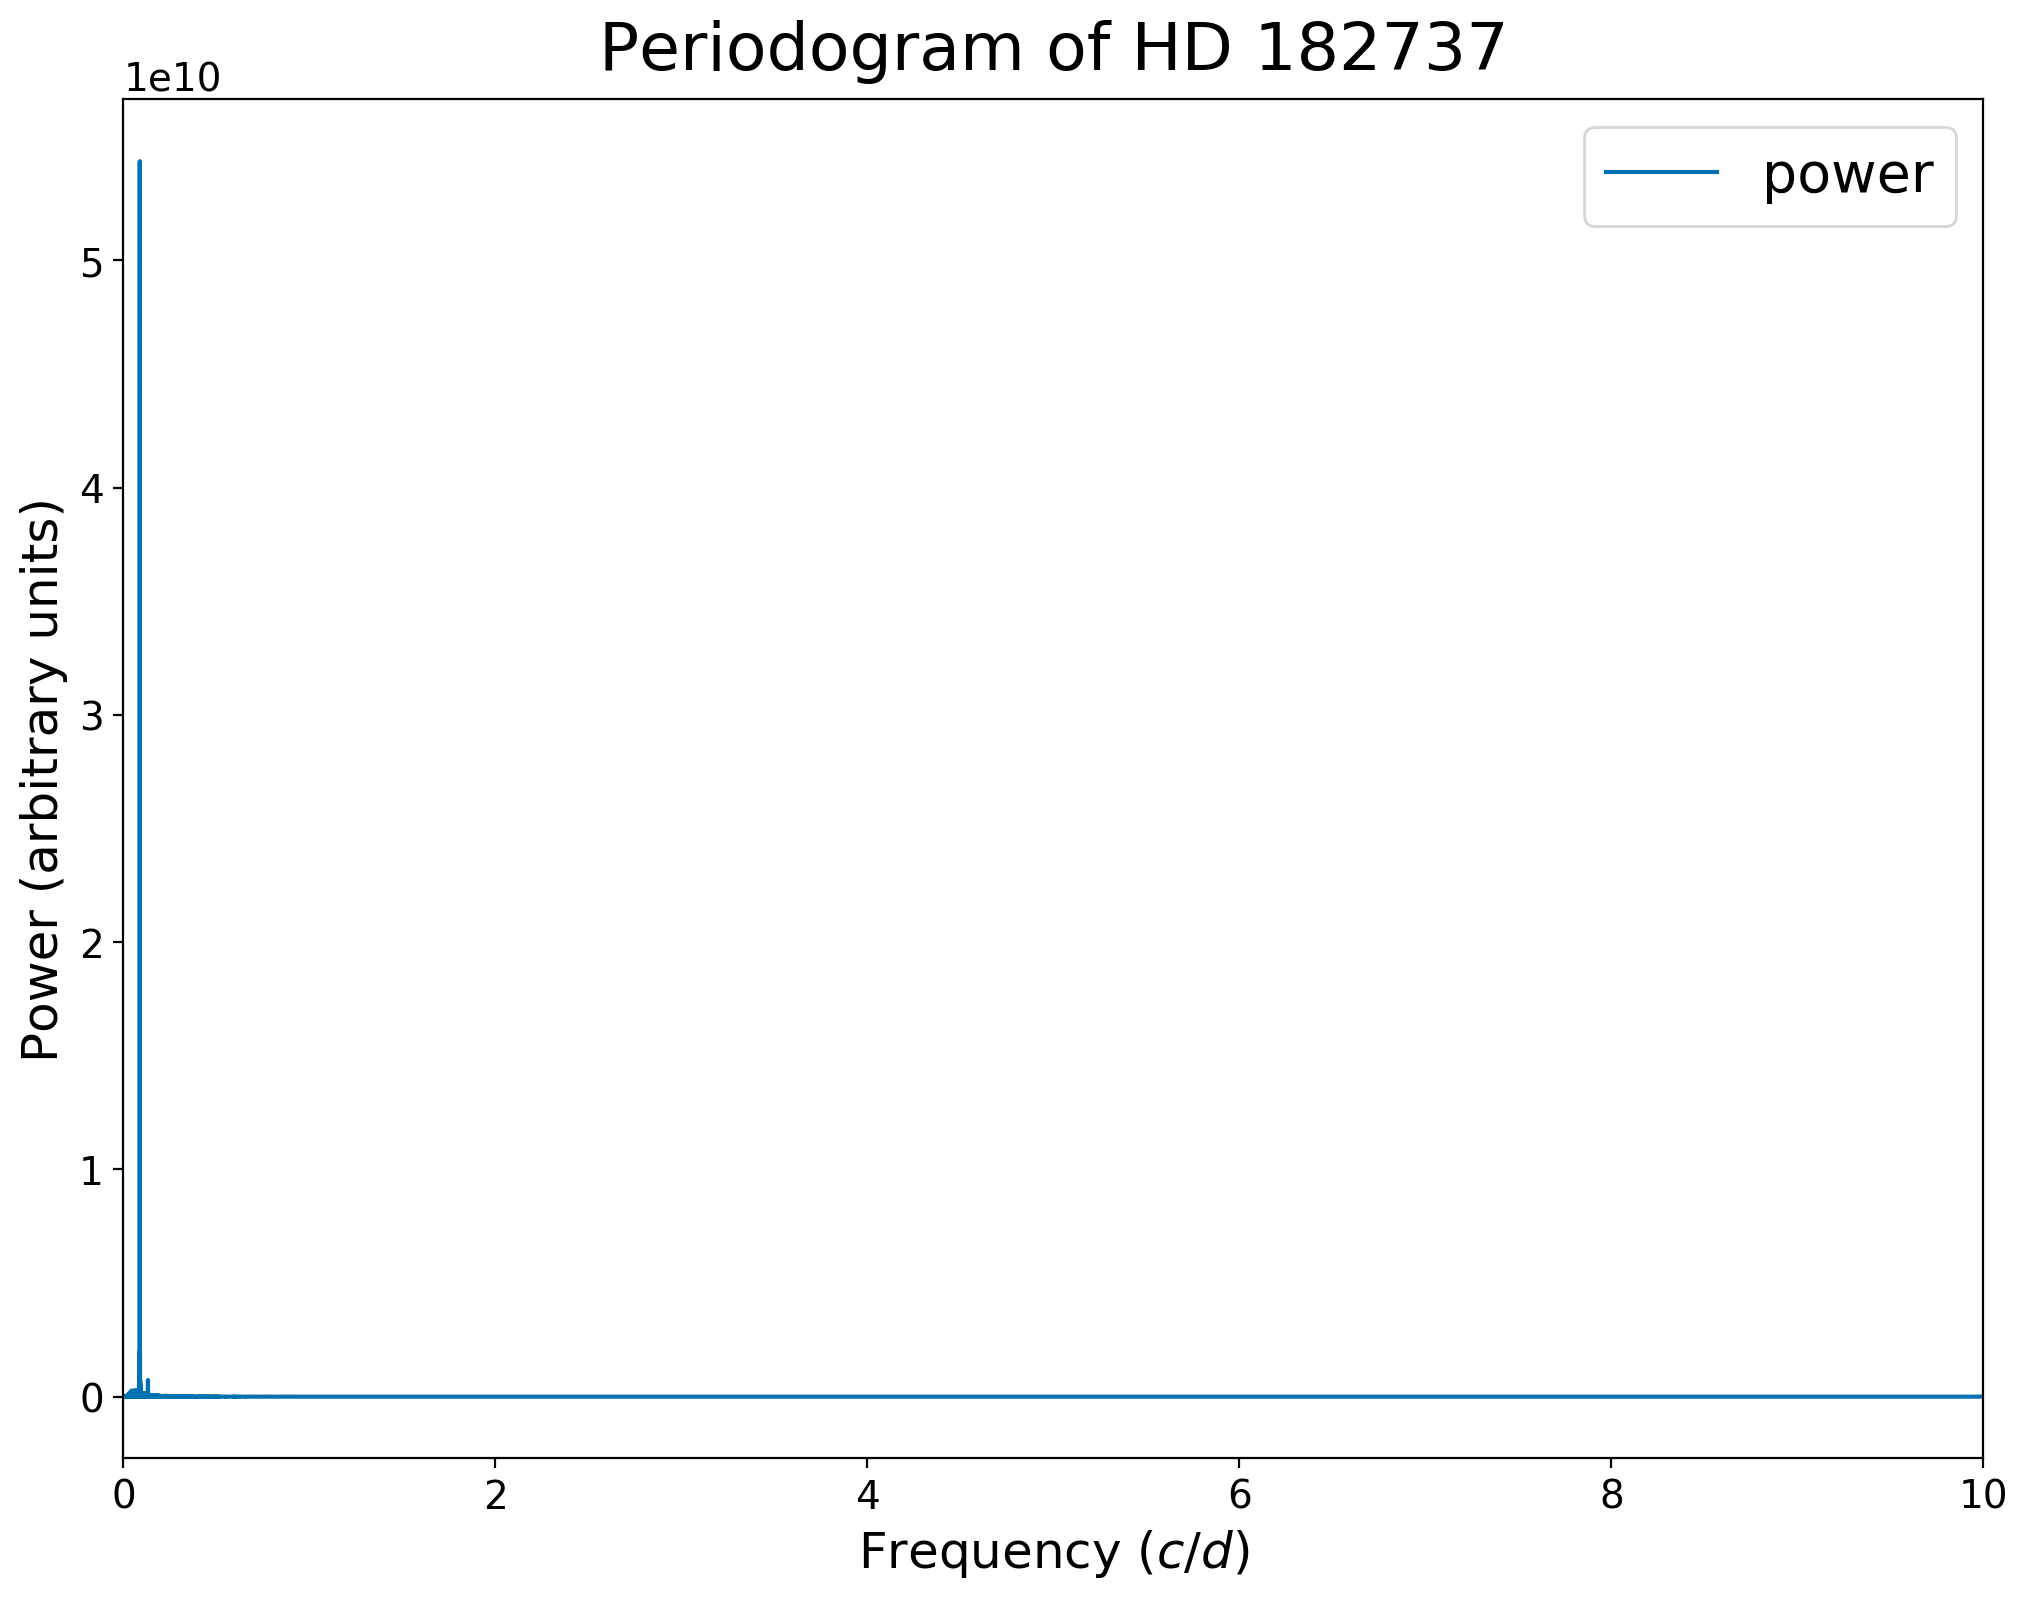 Periodogram of HD 182737
1e10
power
5
4
3
2
1
0
Power (arbitrary units)
0 2 4 6 8 10
Frequency (c/d)